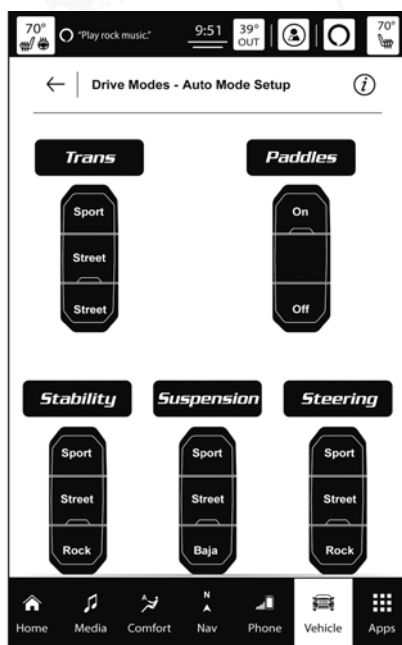 70° "Play rock music." 9:51 39° OUT 70°
Drive Modes - Auto Mode Setup i
Trans Paddles
Sport On
Street
Street Off
Stability Suspension Steering
Sport Sport Sport
Street Street Street
Rock Baja Rock
A N
Home Media Comfort Nav Phone Vehicle Apps